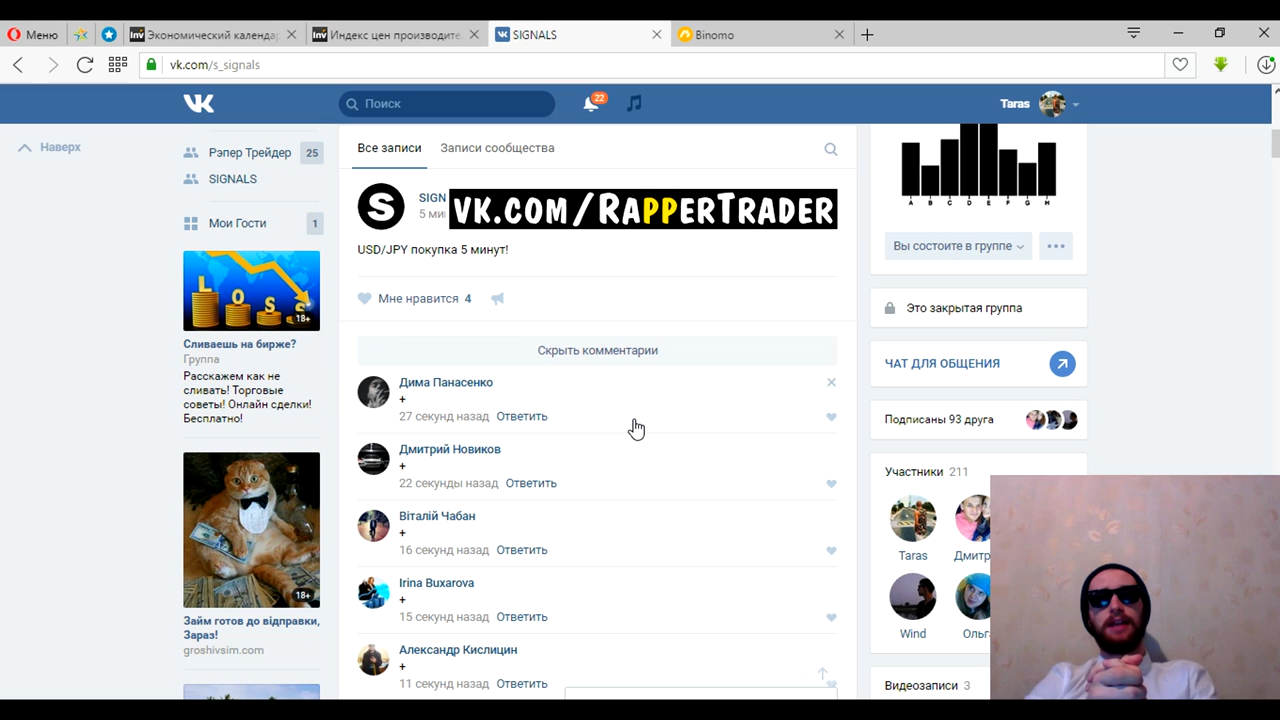 Меню
Экономический календа
Индекс цен производите
SIGNALS
Binomo
vk.com/s_signals
Поиск
22
Taras
Наверх
Рэпер Трейдер 25
SIGNALS
Мои Гости 1
LOSS
18+
Сливаешь на бирже?
Группа
Расскажем как не
сливать! Торговые
советы! Онлайн сделки!
Бесплатно!
18+
Займ готов до відправки,
Зараз!
groshivsim.com
Все записи Записи сообщества
S
SIGN
5 ми
VK.COM/RAPPERTRADER
USD/JPY покупка 5 минут!
Мне нравится 4
Скрыть комментарии
Дима Панасенко
+
27 секунд назад Ответить
Дмитрий Новиков
+
22 секунды назад Ответить
Віталій Чабан
+
16 секунд назад Ответить
Irina Buxarova
+
15 секунд назад Ответить
Александр Кислицин
+
11 секунд назад Ответить
A B C D E F G H
Вы состоите в группе
Это закрытая группа
ЧАТ ДЛЯ ОБЩЕНИЯ
Подписаны 93 друга
Участники 211
Taras Дмитр
Wind Ольг
Видеозаписи 3